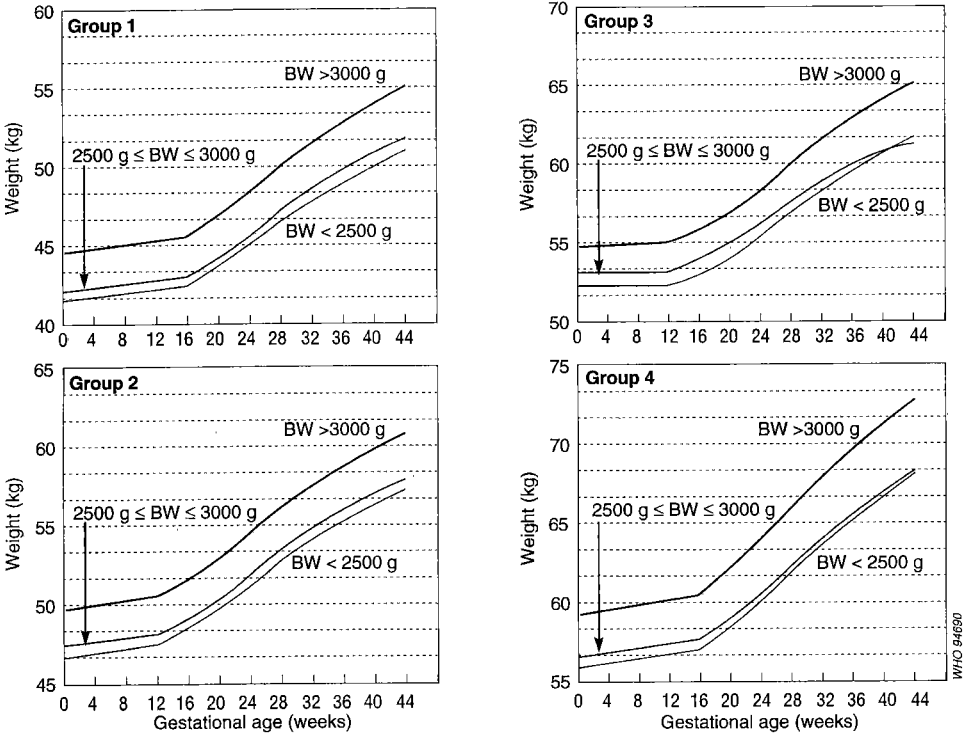 Group 1
60
55
50
45
40
Weight (kg)
BW >3000 g
2500 g ≤ BW ≤ 3000 g
BW < 2500 g
0 4 8 12 16 20 24 28 32 36 40 44
Group 3
70
65
60
55
50
Weight (kg)
BW >3000 g
2500 g ≤ BW ≤ 3000 g
BW < 2500 g
0 4 8 12 16 20 24 28 32 36 40 44
Group 2
65
60
55
50
45
Weight (kg)
BW >3000 g
2500 g ≤ BW ≤ 3000 g
BW < 2500 g
0 4 8 12 16 20 24 28 32 36 40 44
Gestational age (weeks)
Group 4
75
70
65
60
55
Weight (kg)
BW >3000 g
2500 g ≤ BW ≤ 3000 g
BW < 2500 g
0 4 8 12 16 20 24 28 32 36 40 44
Gestational age (weeks)
WHO 94690